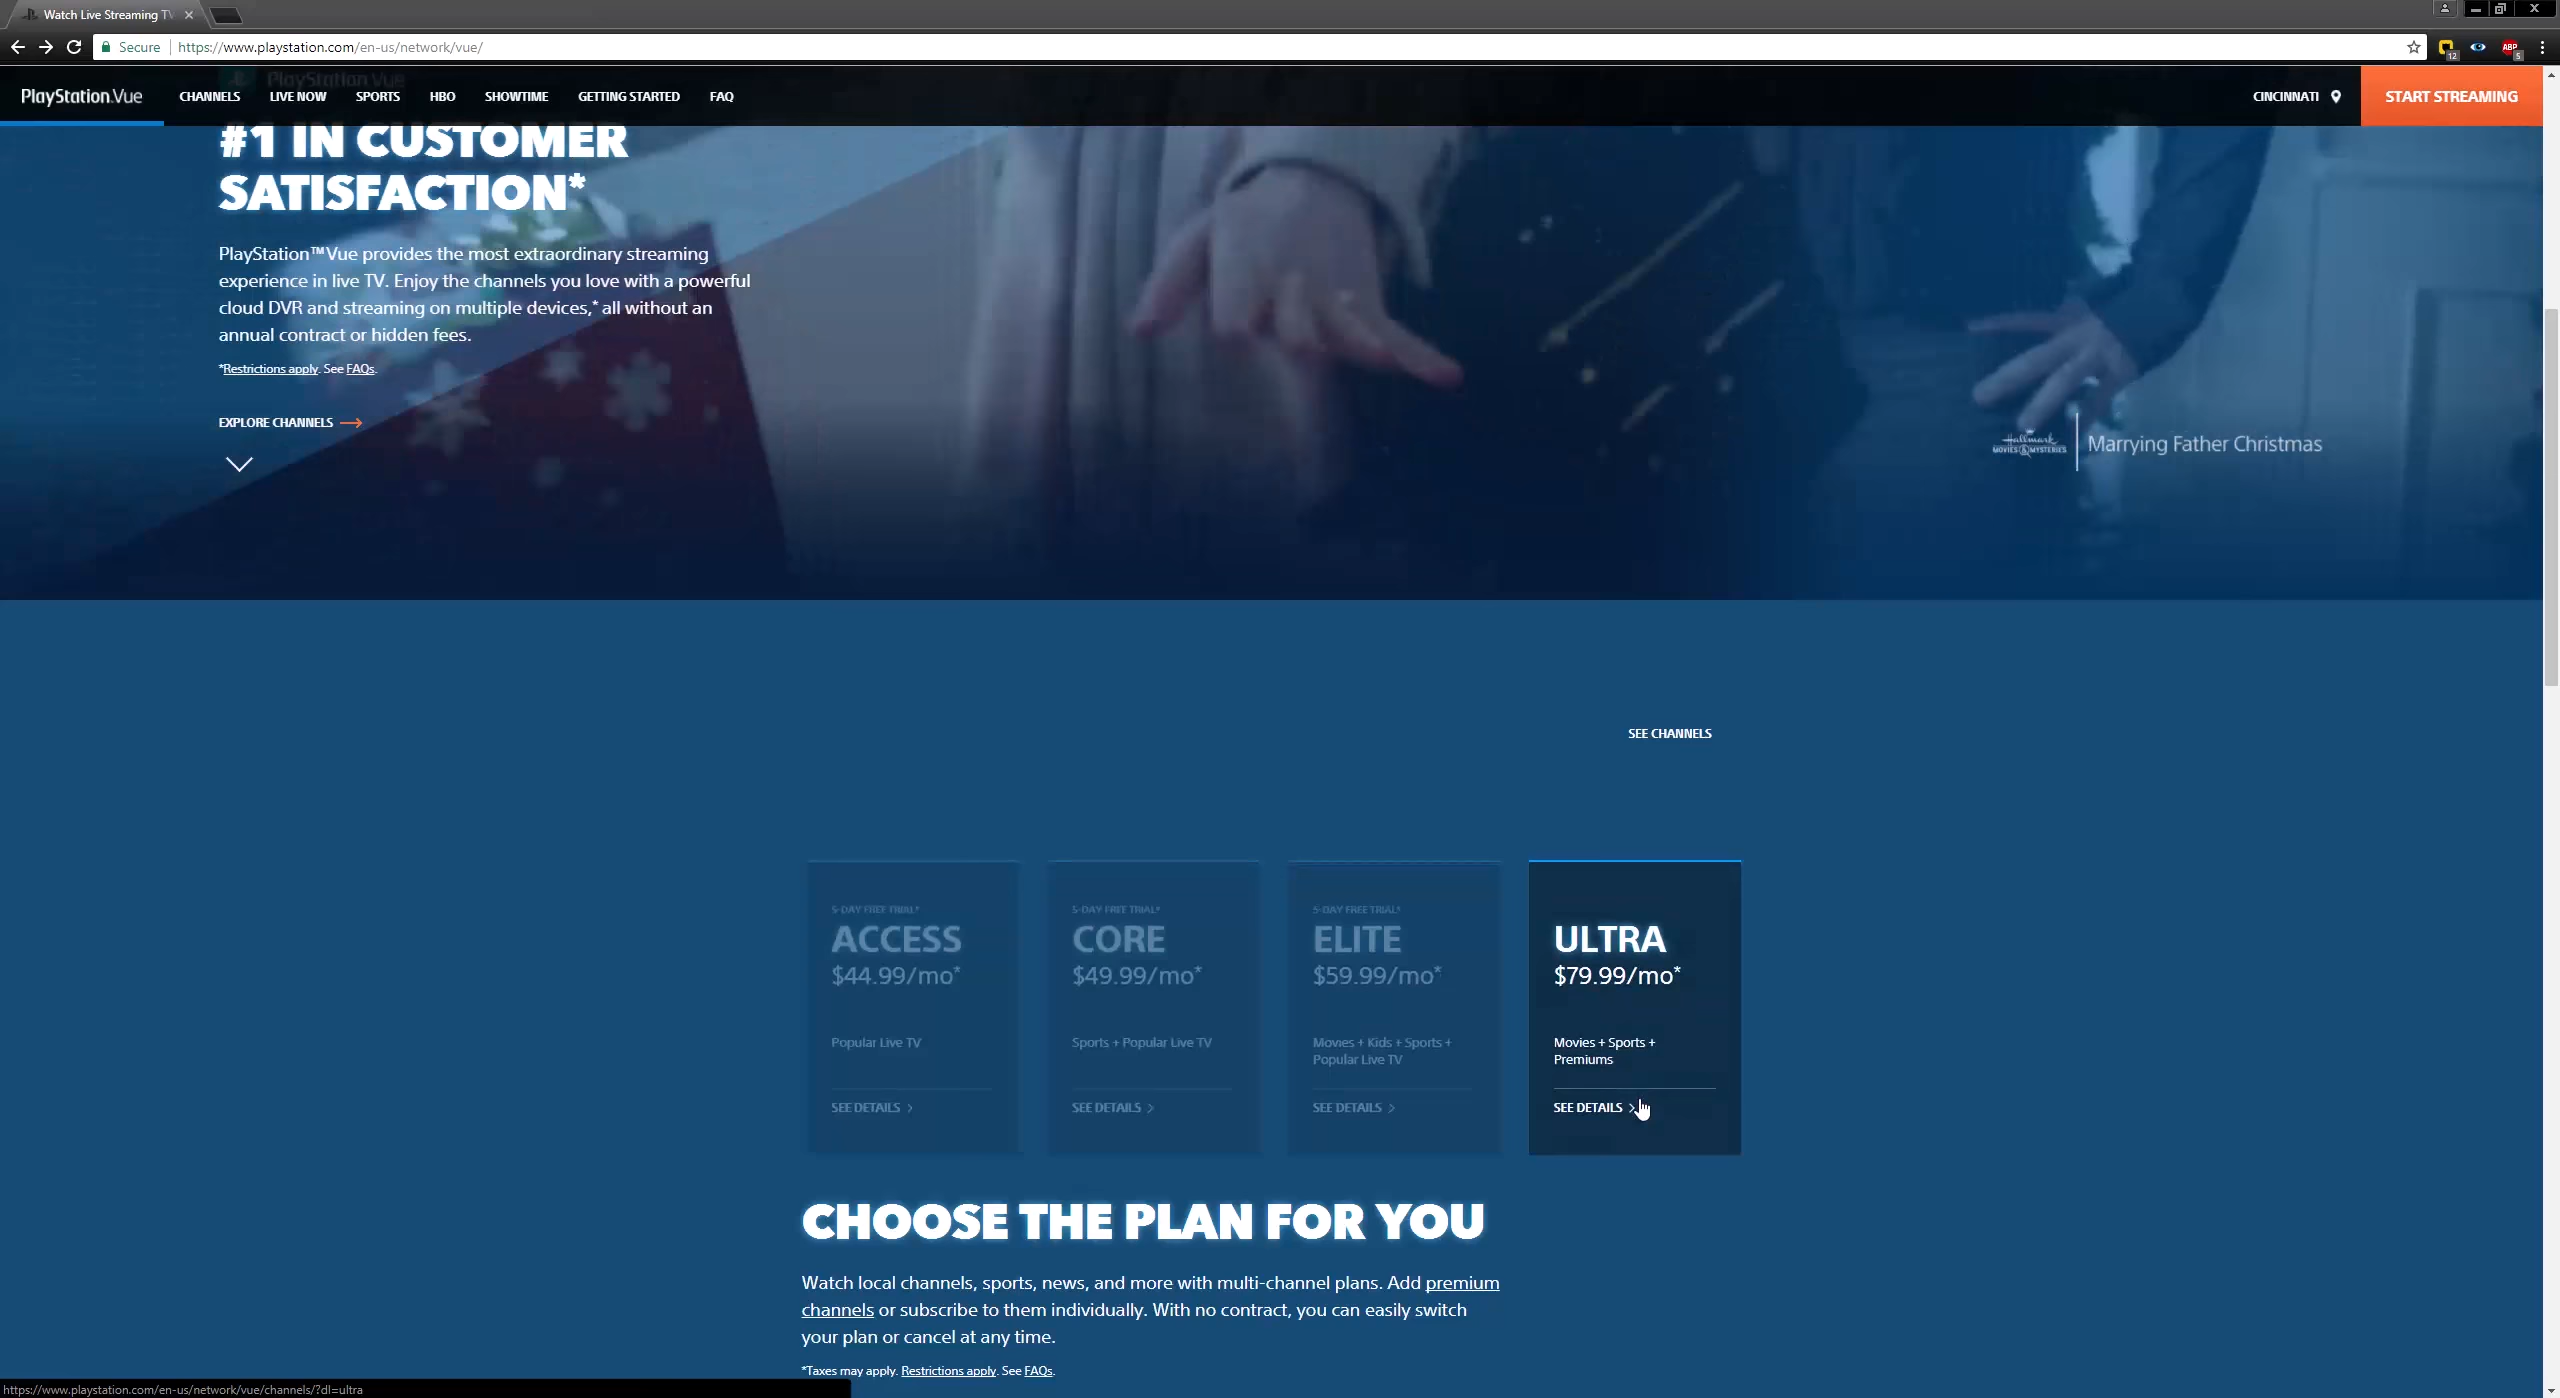 Watch Live Streaming TV
Secure
https://www.playstation.com/en-us/network/vue/
12
ABP
5
PlayStation Vue
PlayStation.Vue
CHANNELS
LIVE NOW
SPORTS
HBO
SHOWTIME
GETTING STARTED
FAQ
CINCINNATI
START STREAMING
#1 IN CUSTOMER
SATISFACTION*
PlayStation™Vue provides the most extraordinary streaming
experience in live TV. Enjoy the channels you love with a powerful
cloud DVR and streaming on multiple devices,* all without an
annual contract or hidden fees.
*Restrictions apply. See FAQs.
EXPLORE CHANNELS
Hallmark
MOVIES & MYSTERIES
Marrying Father Christmas
SEE CHANNELS
5-DAY FREE TRIAL*
ACCESS
$44.99/mo*
Popular Live TV
SEE DETAILS >
5-DAY FREE TRIAL*
CORE
$49.99/mo*
Sports + Popular Live TV
SEE DETAILS >
5-DAY FREE TRIAL*
ELITE
$59.99/mo*
Movies + Kids + Sports +
Popular Live TV
SEE DETAILS >
ULTRA
$79.99/mo*
Movies + Sports +
Premiums
SEE DETAILS >
CHOOSE THE PLAN FOR YOU
Watch local channels, sports, news, and more with multi-channel plans. Add premium
channels or subscribe to them individually. With no contract, you can easily switch
your plan or cancel at any time.
*Taxes may apply. Restrictions apply. See FAQs.
https://www.playstation.com/en-us/network/vue/channels/?dl=ultra